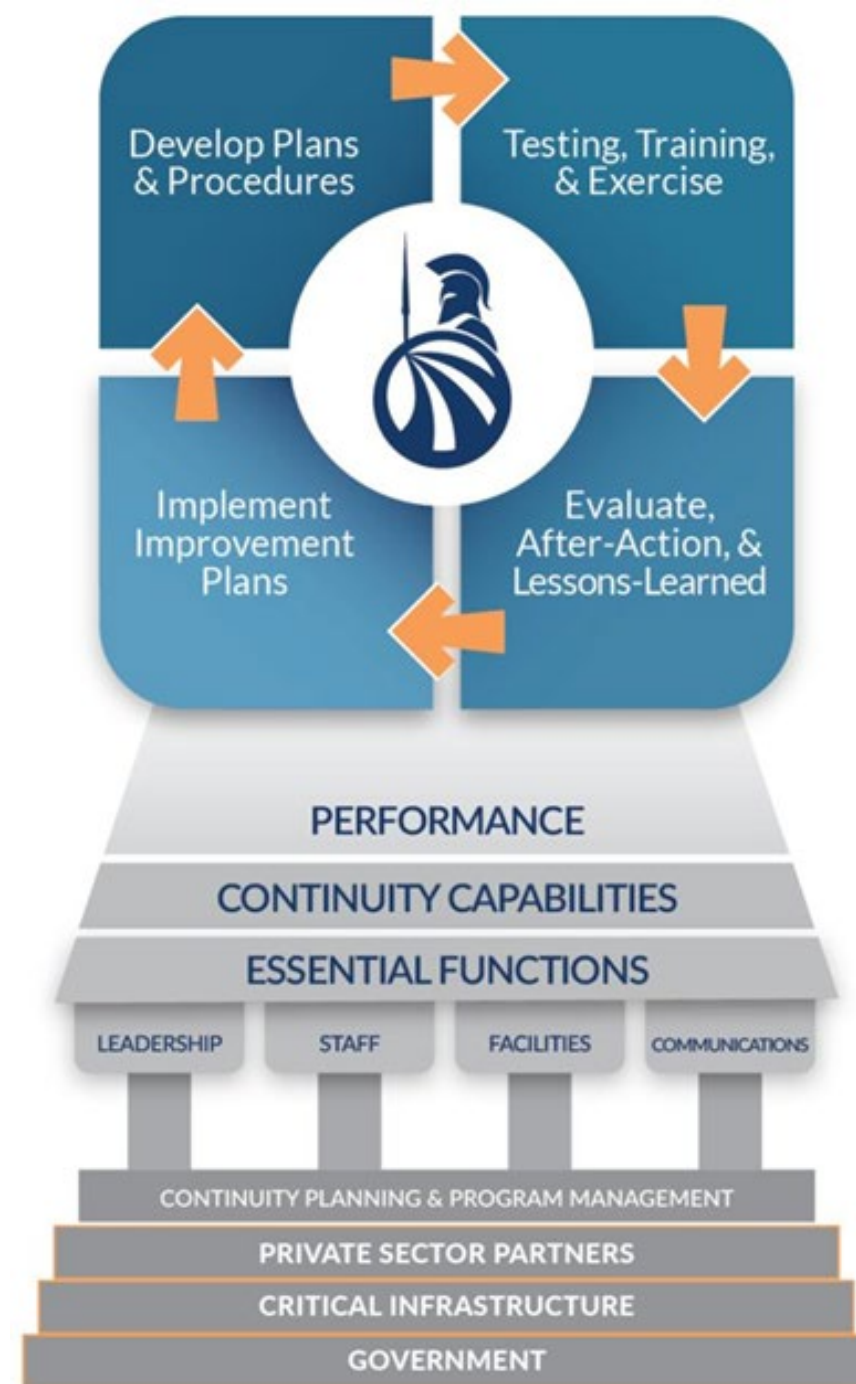 Develop Plans
& Procedures
Testing, Training,
& Exercise
Implement
Improvement
Plans
Evaluate,
After-Action, &
Lessons-Learned
PERFORMANCE
CONTINUITY CAPABILITIES
ESSENTIAL FUNCTIONS
LEADERSHIP
STAFF
FACILITIES
COMMUNICATIONS
CONTINUITY PLANNING & PROGRAM MANAGEMENT
PRIVATE SECTOR PARTNERS
CRITICAL INFRASTRUCTURE
GOVERNMENT